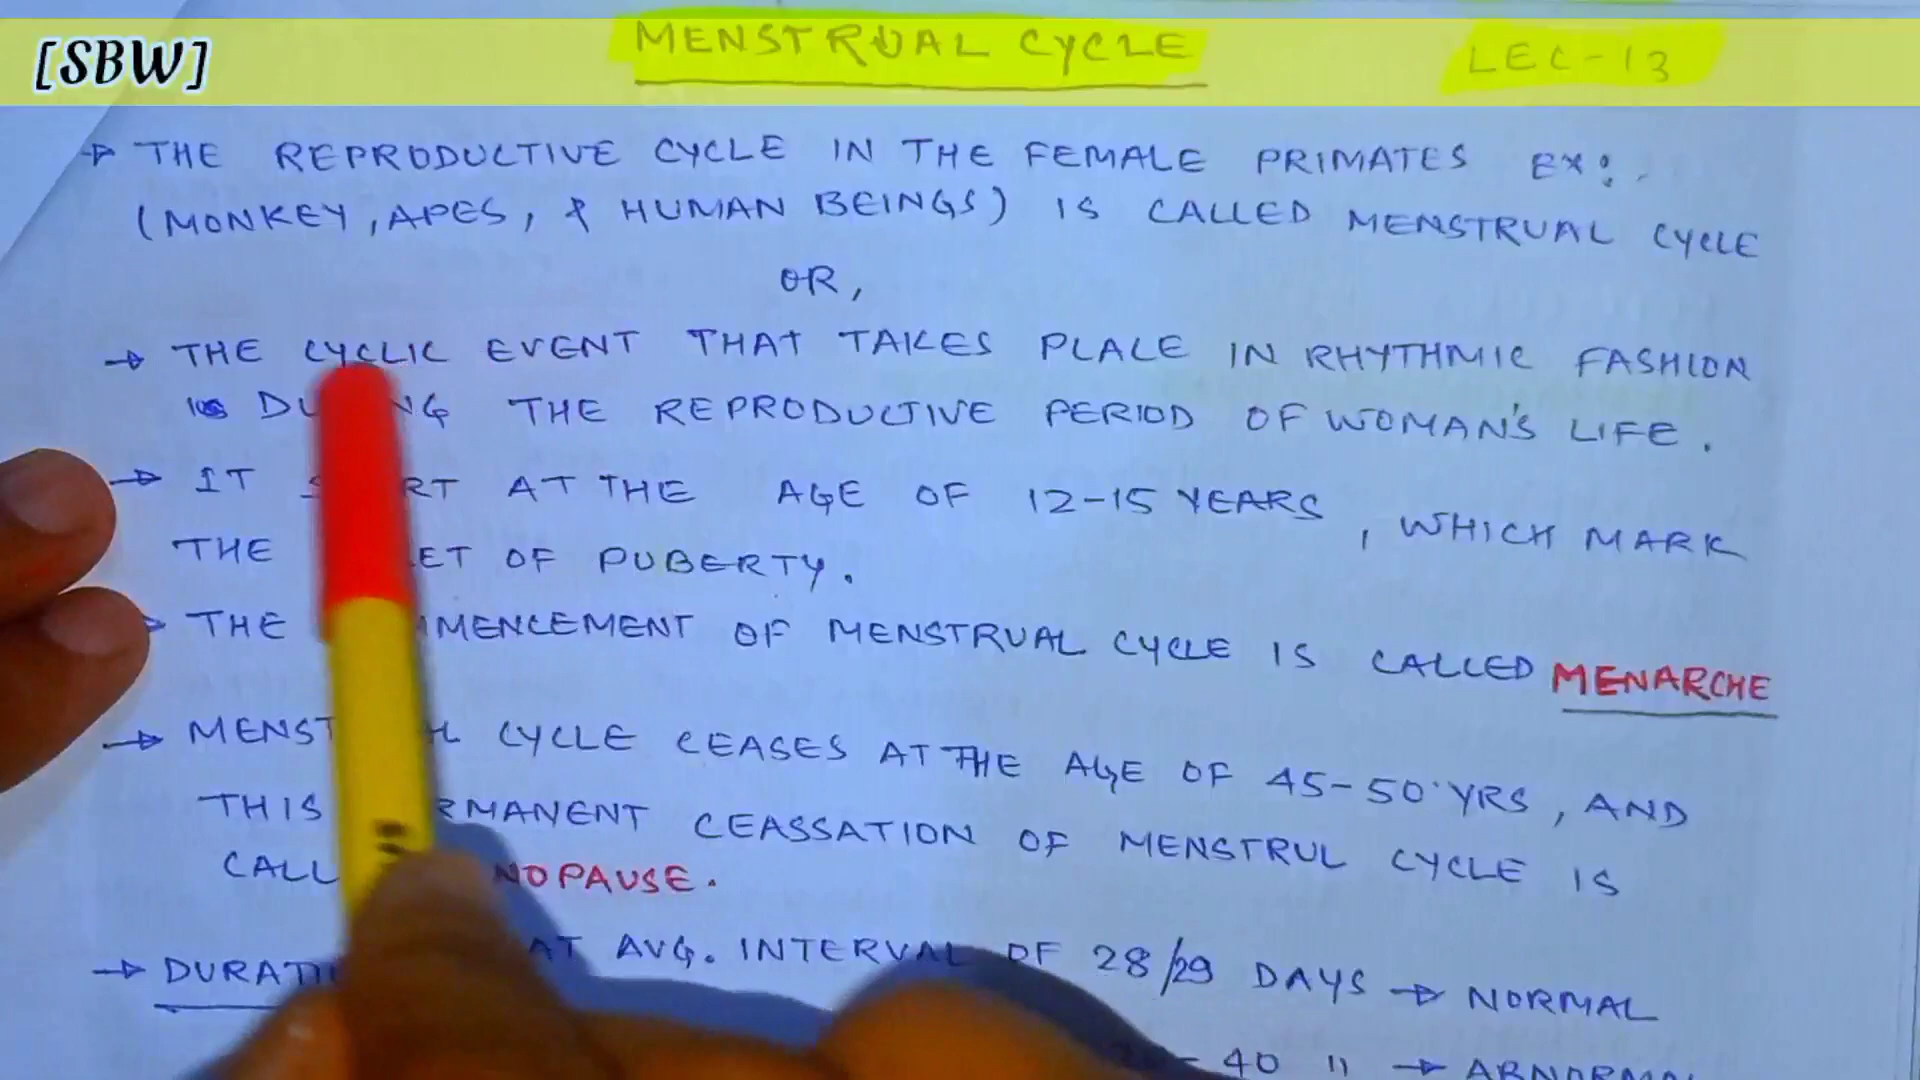 [SBW]
MENSTRUAL CYCLE
LEC-13
THE REPRODUCTIVE CYCLE IN THE FEMALE PRIMATES EX:-
(MONKEY, APES, & HUMAN BEINGS) IS CALLED MENSTRUAL CYCLE
OR,
→ THE CYCLIC EVENT THAT TAKES PLACE IN RHYTHMIC FASHION
THE REPRODUCTIVE PERIOD OF WOMAN'S LIFE.
→ IT AT THE AGE OF 12-15 YEARS, WHICH MARK
THE OF PUBERTY.
THE OF MENSTRUAL CYCLE IS CALLED MENARCHE
→ CYCLE CEASES AT THE AGE OF 45-50 YRS, AND
THIS CEASSATION OF MENSTRUL CYCLE IS
NOPAUSE.
→ AT AVG. INTERVAL OF 28/29 DAYS → NORMAL
40 " → ABNORMAL